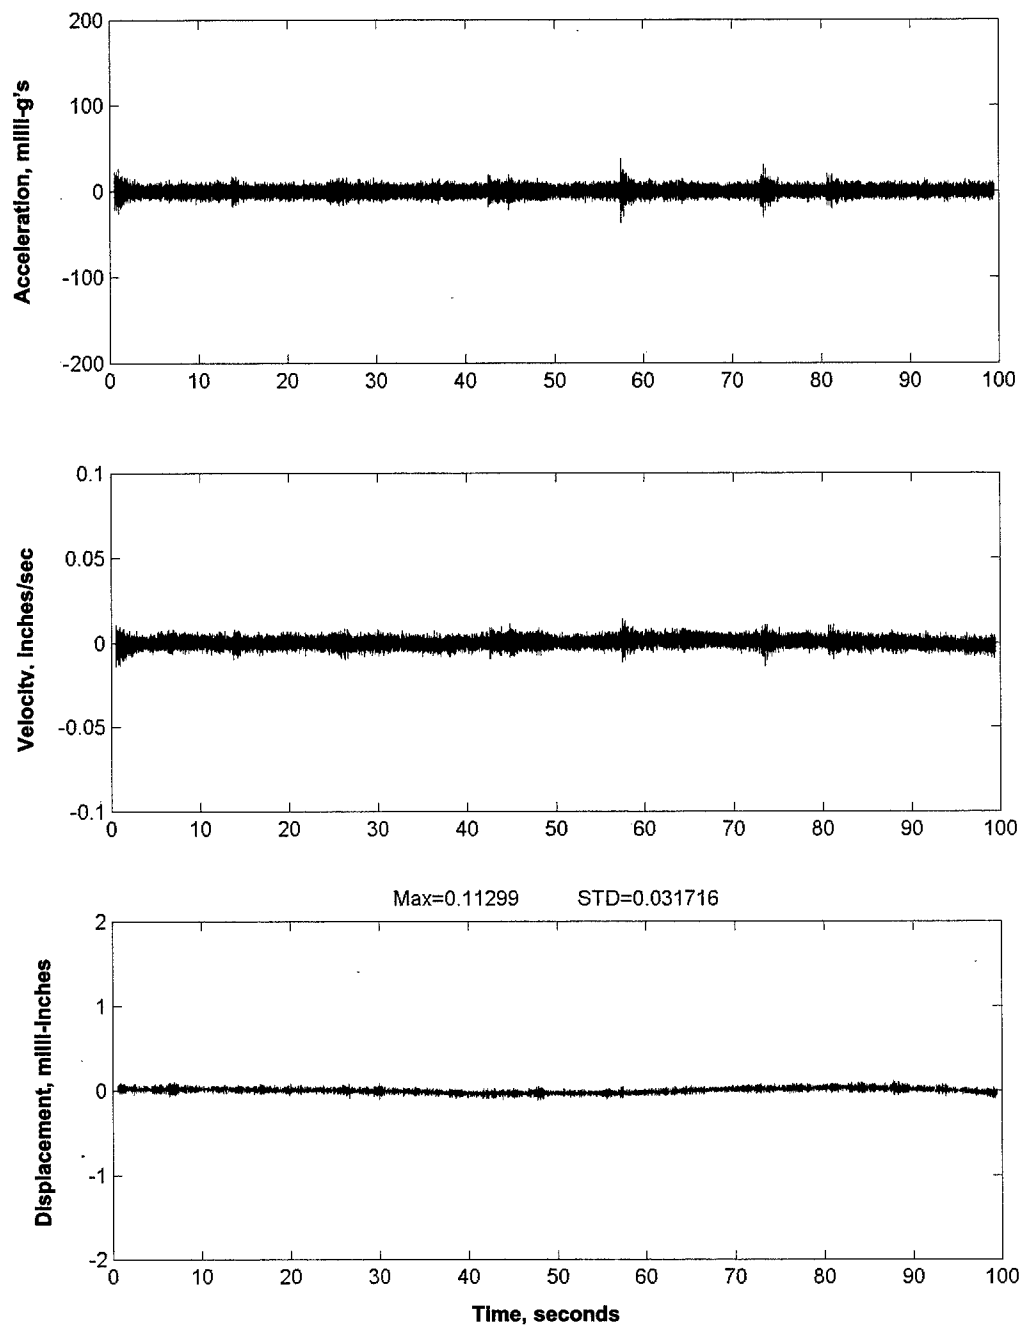 200
100
0
-100
-200
Acceleration, milli-g's
0 10 20 30 40 50 60 70 80 90 100
0.1
0.05
0
-0.05
-0.1
Velocity. inches/sec
0 10 20 30 40 50 60 70 80 90 100
Max=0.11299 STD=0.031716
2
1
0
-1
-2
Displacement, milli-inches
0 10 20 30 40 50 60 70 80 90 100
Time, seconds